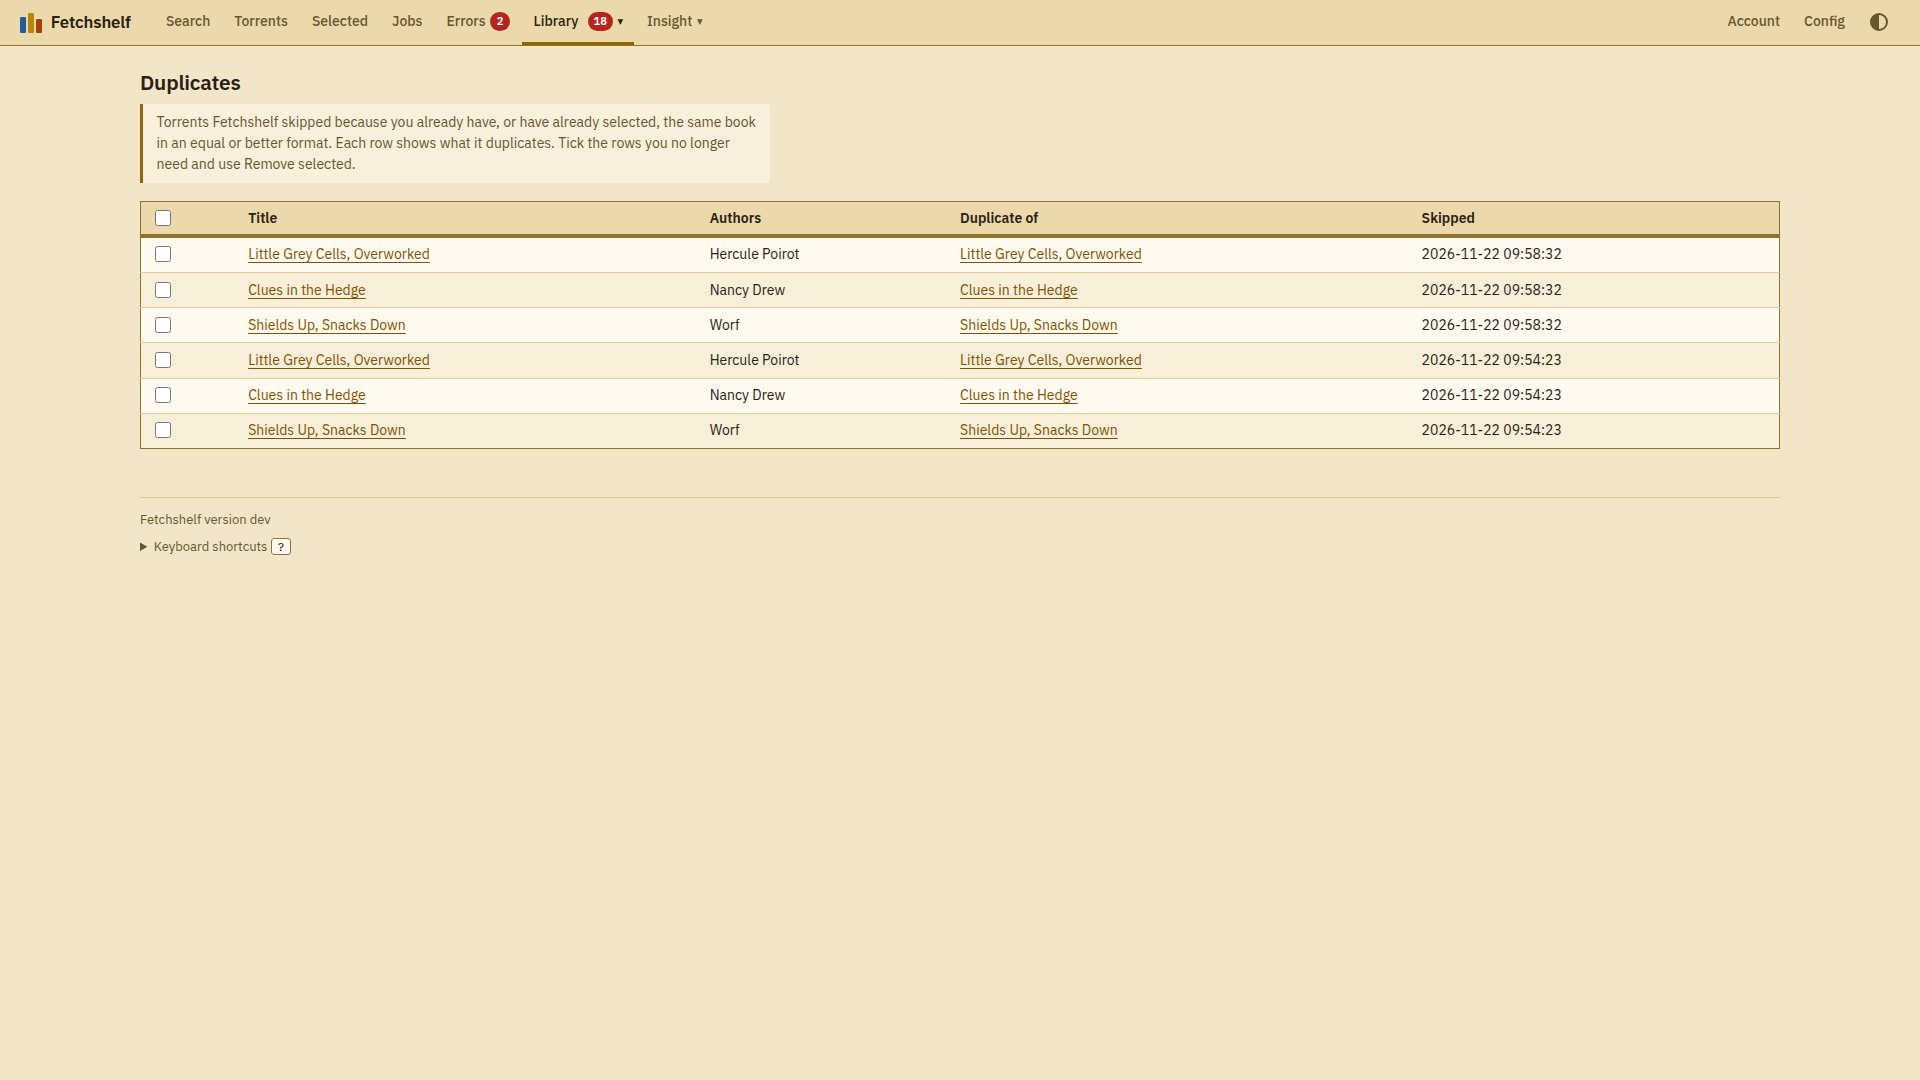 Fetchshelf Search Torrents Selected Jobs Errors 2 Library 18 ▾ Insight ▾ Account Config
Duplicates
Torrents Fetchshelf skipped because you already have, or have already selected, the same book
in an equal or better format. Each row shows what it duplicates. Tick the rows you no longer
need and use Remove selected.
Title Authors Duplicate of Skipped
Little Grey Cells, Overworked Hercule Poirot Little Grey Cells, Overworked 2026-11-22 09:58:32
Clues in the Hedge Nancy Drew Clues in the Hedge 2026-11-22 09:58:32
Shields Up, Snacks Down Worf Shields Up, Snacks Down 2026-11-22 09:58:32
Little Grey Cells, Overworked Hercule Poirot Little Grey Cells, Overworked 2026-11-22 09:54:23
Clues in the Hedge Nancy Drew Clues in the Hedge 2026-11-22 09:54:23
Shields Up, Snacks Down Worf Shields Up, Snacks Down 2026-11-22 09:54:23
Fetchshelf version dev
▶ Keyboard shortcuts ?